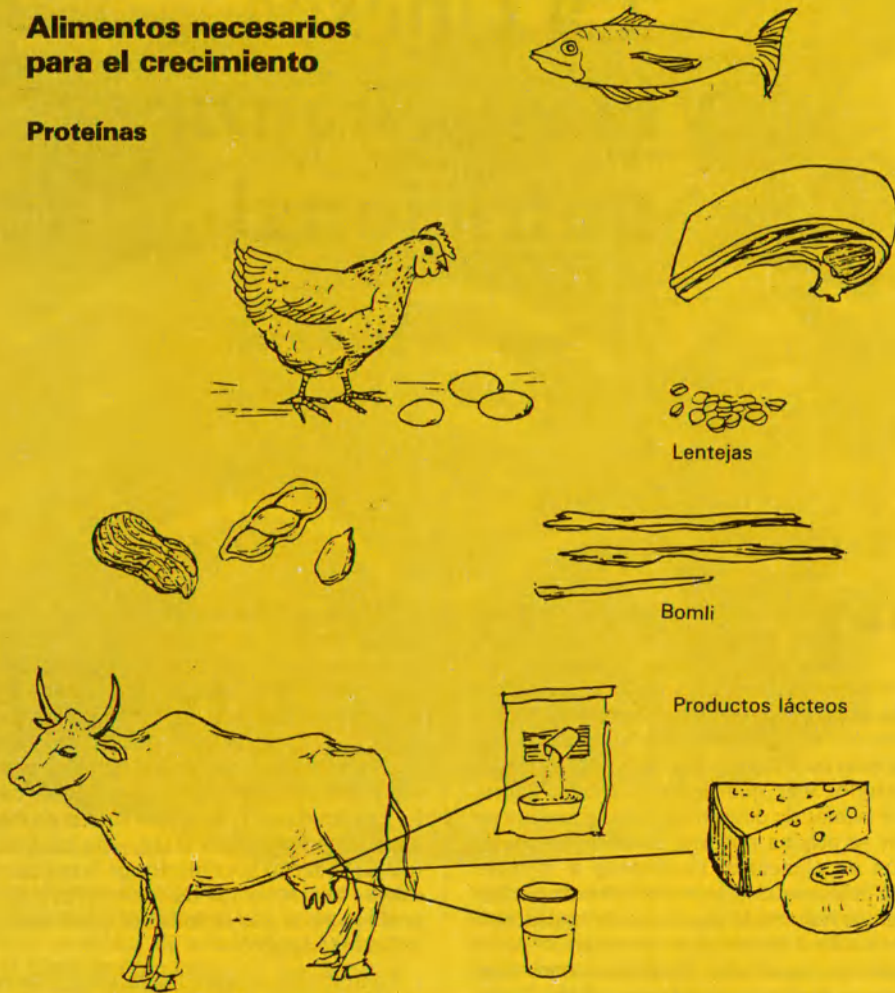 Alimentos necesarios
para el crecimiento
Proteínas
Lentejas
Bomli
Productos lácteos